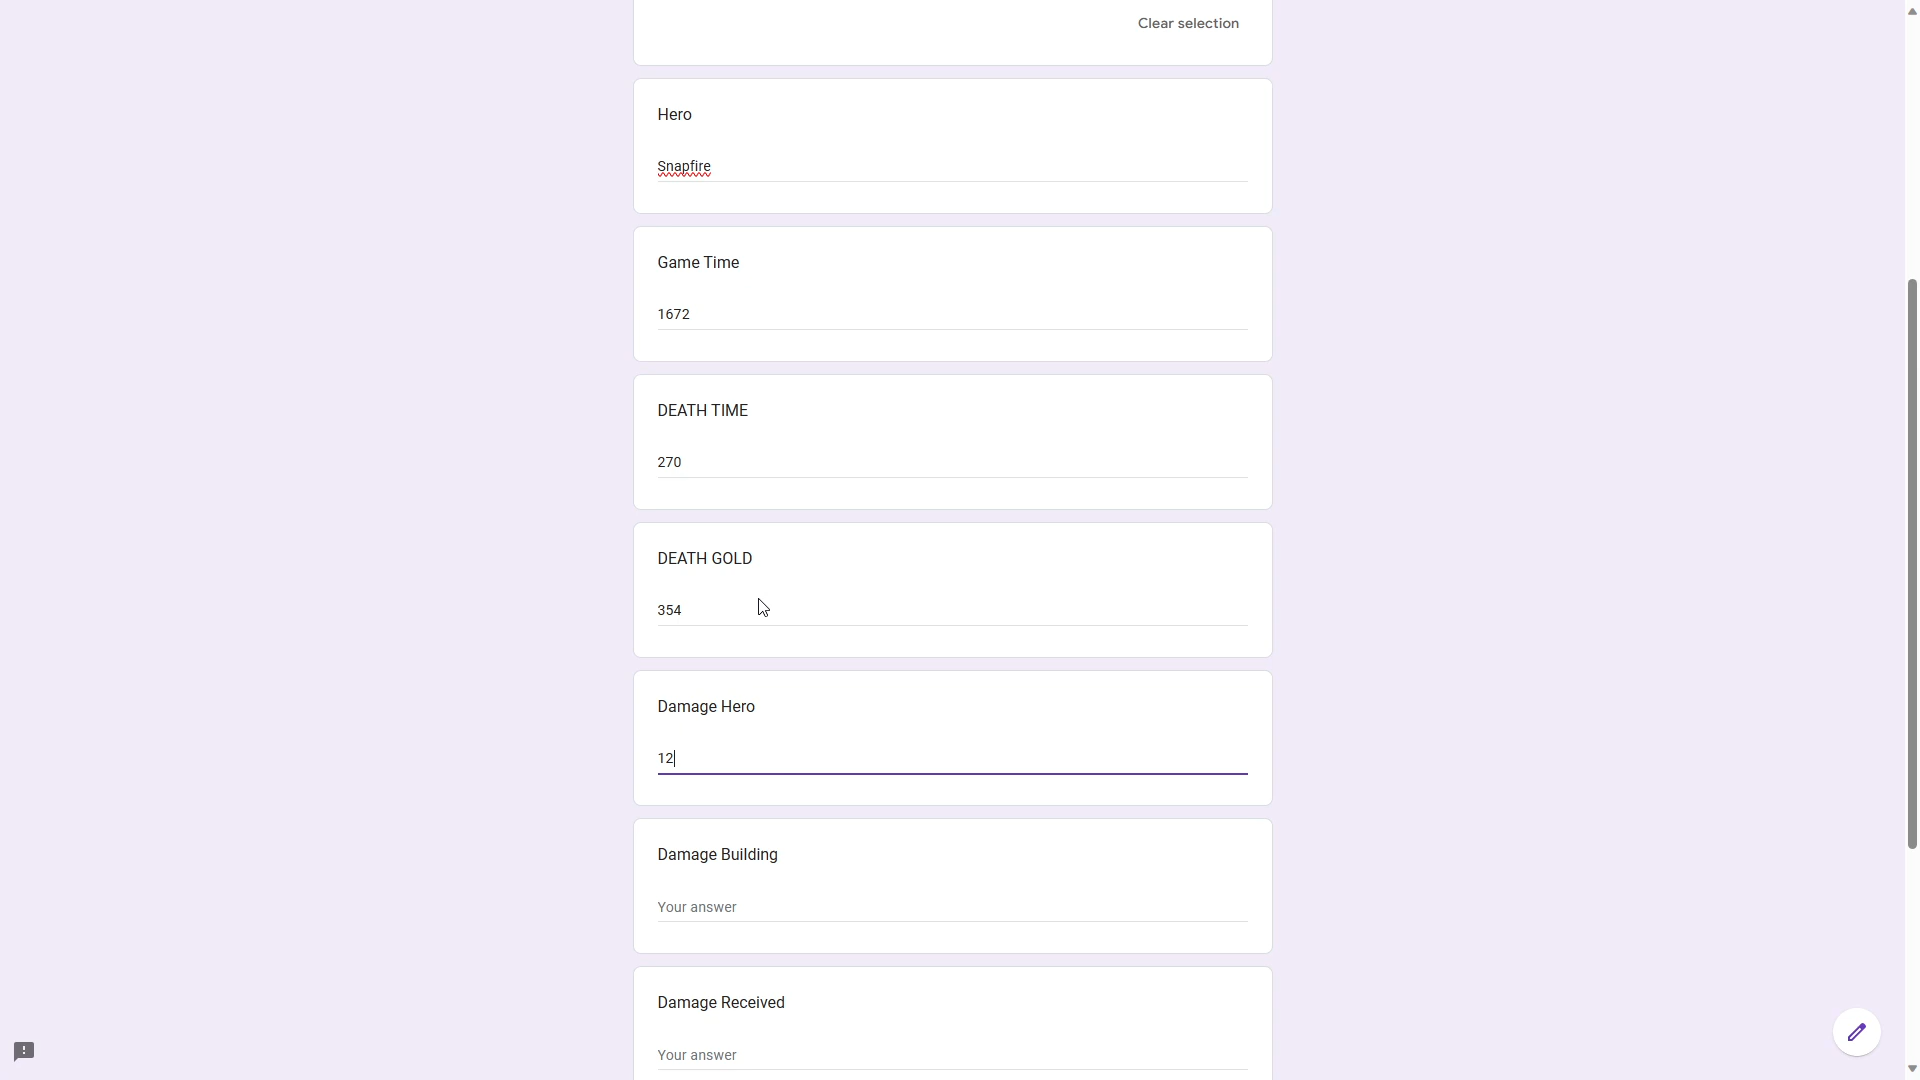 Clear selection
Hero
Snapfire
Game Time
1672
DEATH TIME
270
DEATH GOLD
354
Damage Hero
12
Damage Building
Your answer
Damage Received
Your answer